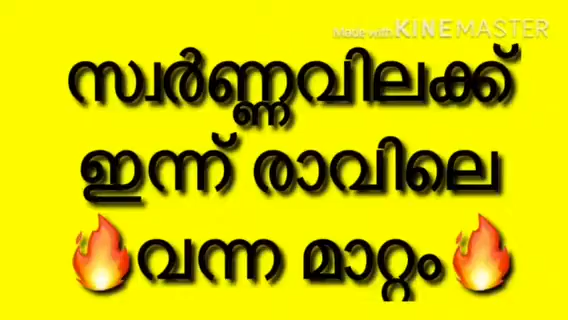 Made with KINEMASTER
സ്വർണ്ണവിലക്ക്
ഇന്ന് രാവിലെ
🔥വന്ന മാറ്റം🔥